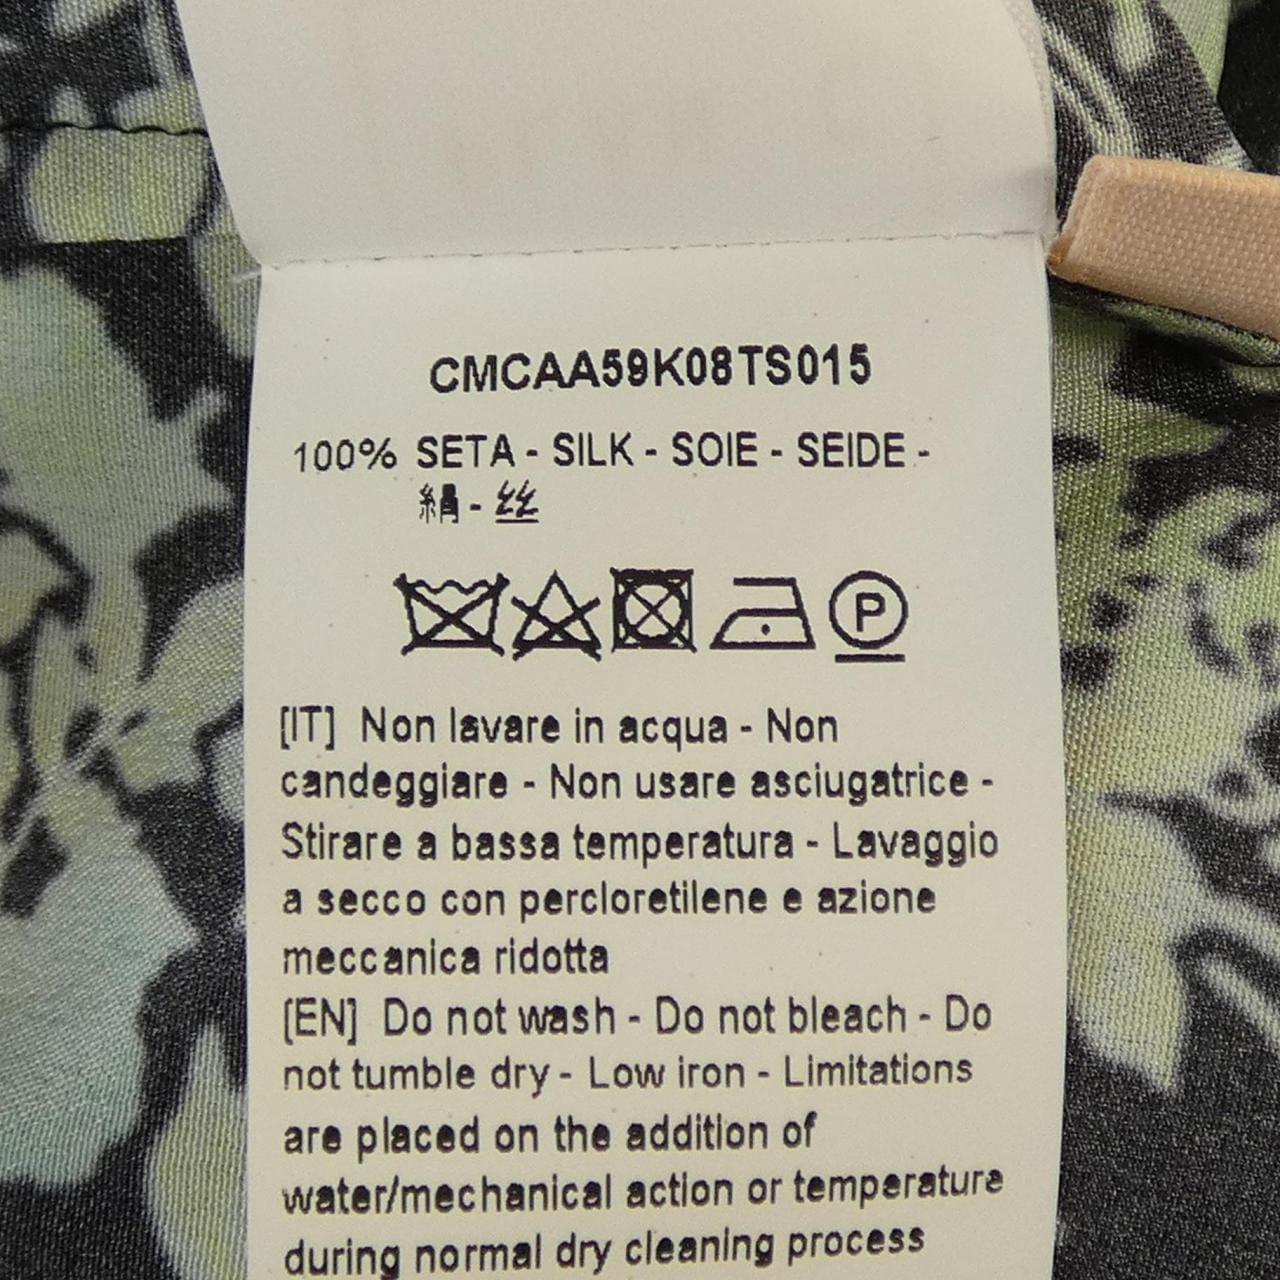 CMCAA59K08TS015
100% SETA - SILK - SOIE - SEIDE -
絹 - 丝
P
[IT] Non lavare in acqua - Non
candeggiare - Non usare asciugatrice -
Stirare a bassa temperatura - Lavaggio
a secco con percloretilene e azione
meccanica ridotta
[EN] Do not wash - Do not bleach - Do
not tumble dry - Low iron - Limitations
are placed on the addition of
water/mechanical action or temperature
during normal dry cleaning process